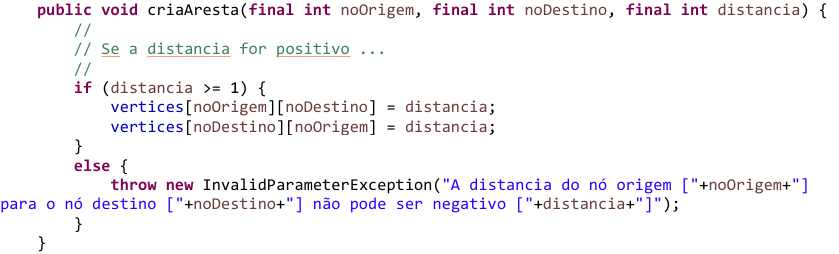 public void criaAresta(final int noOrigem, final int noDestino, final int distancia) {
//
// Se a distancia for positivo ...
//
if (distancia >= 1) {
vertices[noOrigem][noDestino] = distancia;
vertices[noDestino][noOrigem] = distancia;
}
else {
throw new InvalidParameterException("A distancia do nó origem ["+noOrigem+"]
para o nó destino ["+noDestino+"] não pode ser negativo ["+distancia+"]");
}
}